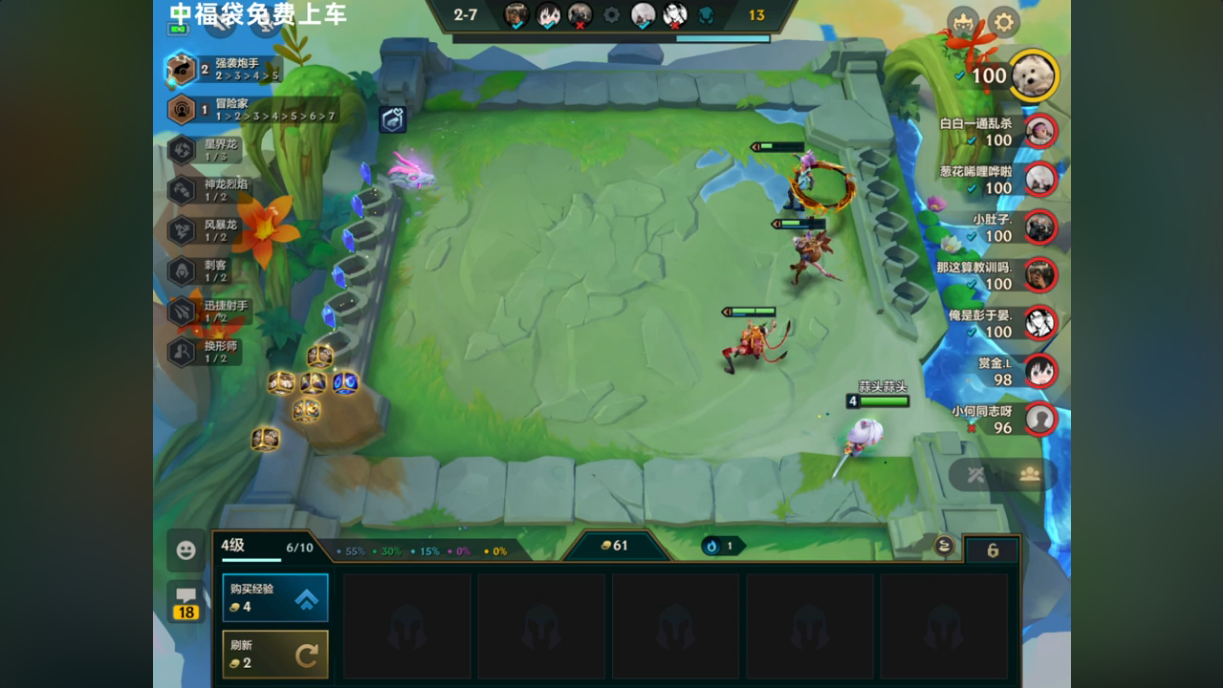 中福袋免费上车
2-7
13
2
强袭炮手
2 > 3 > 4 > 5
1
冒险家
1 > 2 > 3 > 4 > 5 > 6 > 7
星界龙
1 / 3
神龙烈焰
1 / 2
风暴龙
1 / 2
刺客
1 / 2
迅捷射手
1 / 2
换形师
1 / 2
100
白白一通乱杀
100
葱花唏哩哗啦
100
小肚子.
100
那这算教训吗.
100
俺是彭于晏.
100
赏金.L
98
小何同志呀
96
蒜头蒜头
4
18
4级
6/10
55% 30% 15% 0% 0%
61
1
6
购买经验
4
刷新
2